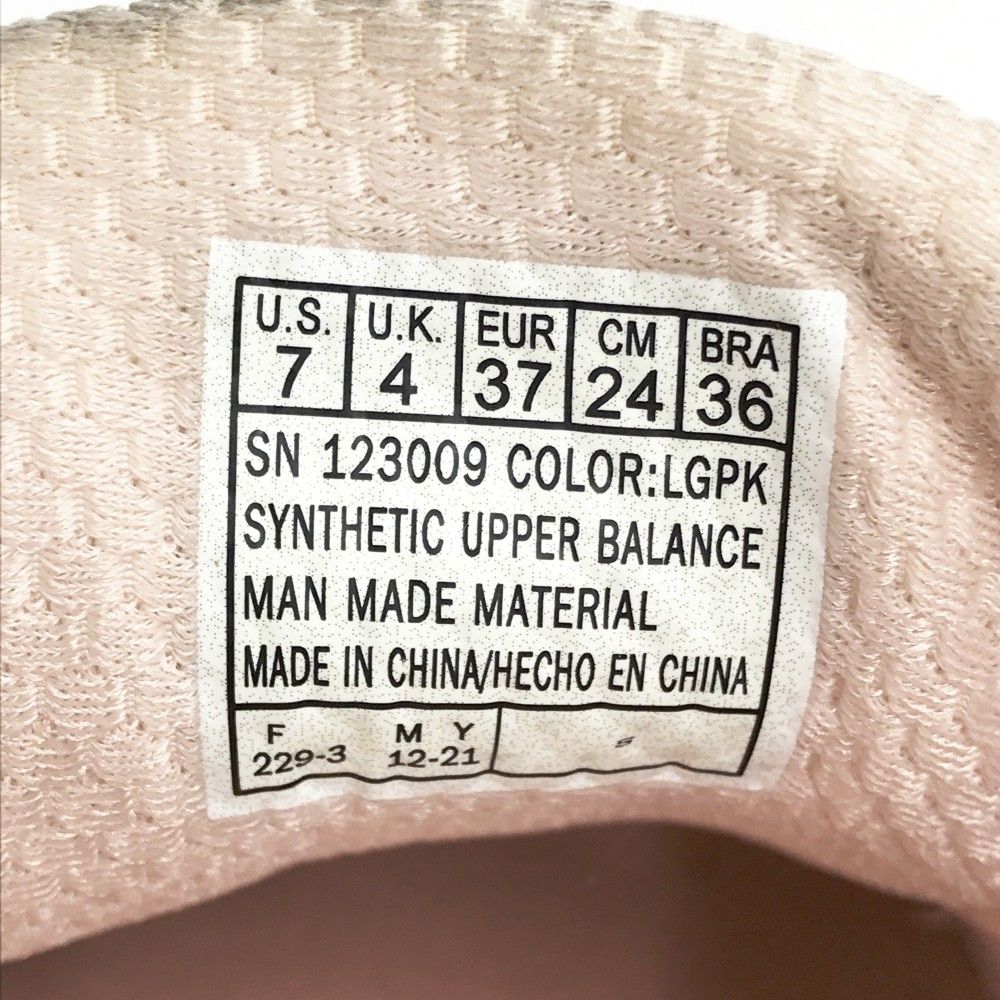 U.S. U.K. EUR CM BRA
7 4 37 24 36
SN 123009 COLOR:LGPK
SYNTHETIC UPPER BALANCE
MAN MADE MATERIAL
MADE IN CHINA/HECHO EN CHINA
F M Y
229-3 12-21 S